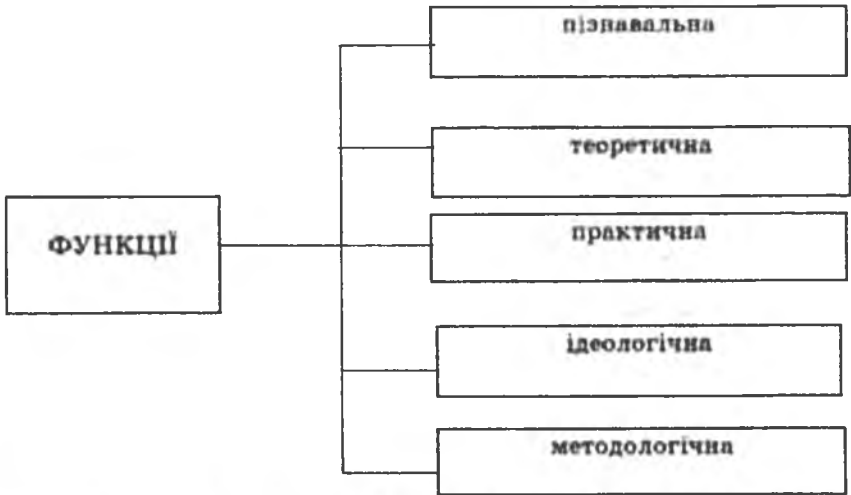 ФУНКЦІЇ
пізнавальна
теоретична
практична
ідеологічна
методологічна